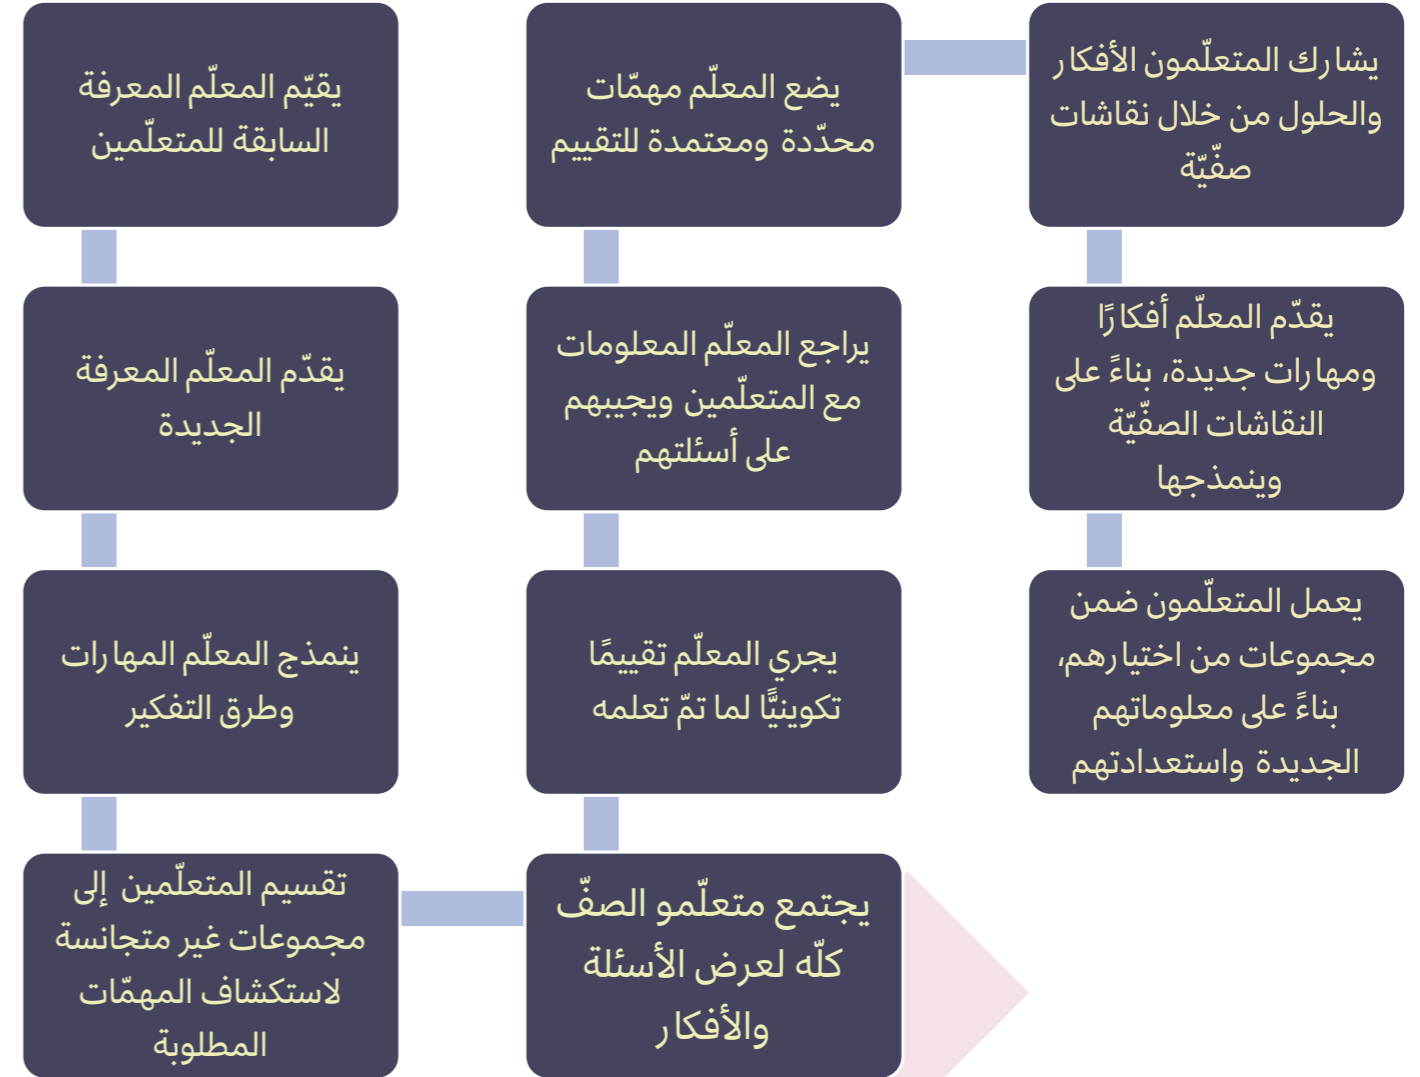 يقيّم المعلّم المعرفة
السابقة للمتعلّمين
يقدّم المعلّم المعرفة
الجديدة
ينمذج المعلّم المهارات
وطرق التفكير
تقسيم المتعلّمين إلى
مجموعات غير متجانسة
لاستكشاف المهمّات
المطلوبة
يجتمع متعلّمو الصفّ
كلّه لعرض الأسئلة
والأفكار
يجري المعلّم تقييمًا
تكوينيًّا لما تمّ تعلمه
يراجع المعلّم المعلومات
مع المتعلّمين ويجيبهم
على أسئلتهم
يضع المعلّم مهمّات
محدّدة ومعتمدة للتقييم
يشارك المتعلّمون الأفكار
والحلول من خلال نقاشات
صفّيّة
يقدّم المعلّم أفكارًا
ومهارات جديدة، بناءً على
النقاشات الصفّيّة
وينمذجها
يعمل المتعلّمون ضمن
مجموعات من اختيارهم،
بناءً على معلوماتهم
الجديدة واستعدادتهم